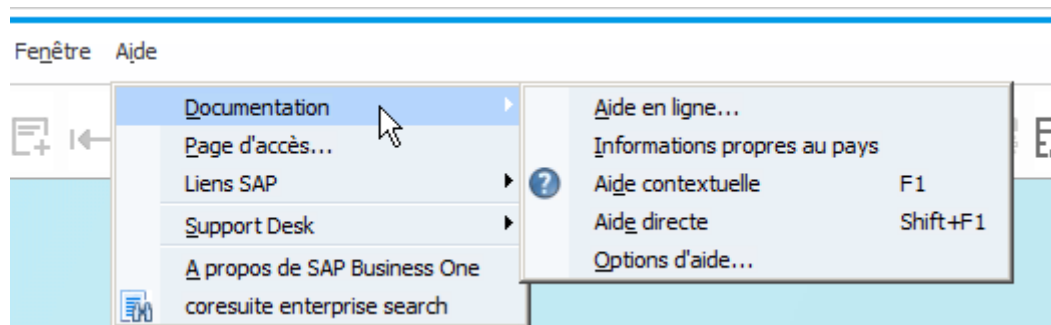 Fenêtre Aide
Documentation
Page d'accès...
Liens SAP
Support Desk
A propos de SAP Business One
coresuite enterprise search
Aide en ligne...
Informations propres au pays
Aide contextuelle F1
Aide directe Shift+F1
Options d'aide...